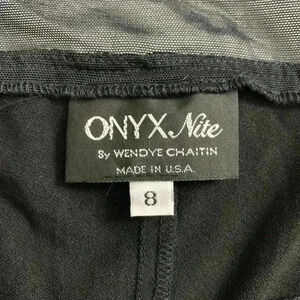 ONYX Nite
By WENDYE CHAITIN
MADE IN U.S.A.
8